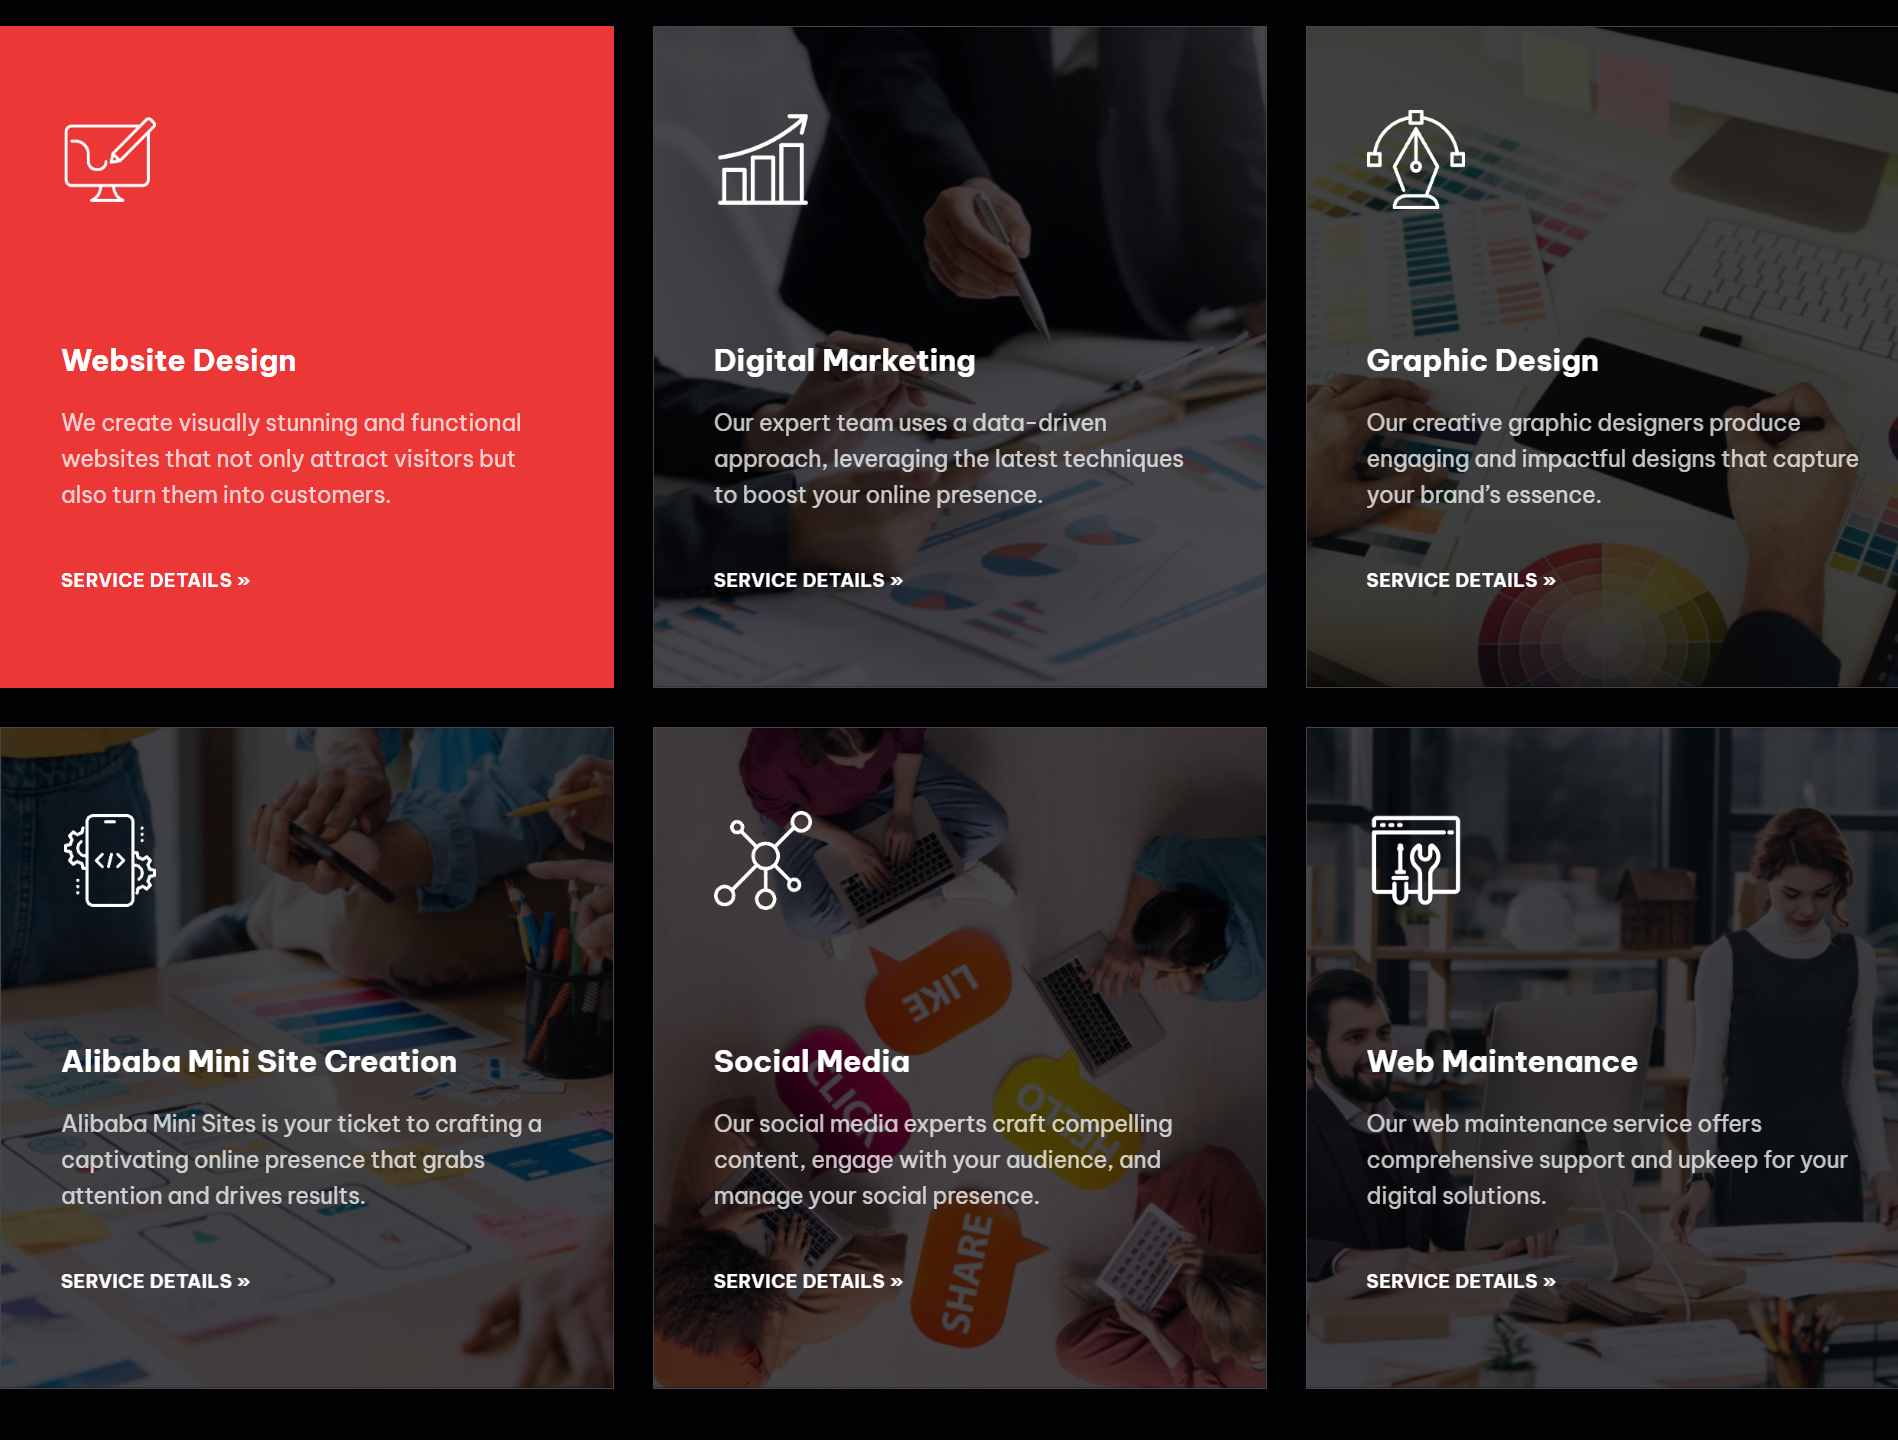 Website Design
We create visually stunning and functional
websites that not only attract visitors but
also turn them into customers.
SERVICE DETAILS »
Digital Marketing
Our expert team uses a data-driven
approach, leveraging the latest techniques
to boost your online presence.
SERVICE DETAILS »
Graphic Design
Our creative graphic designers produce
engaging and impactful designs that capture
your brand’s essence.
SERVICE DETAILS »
</>
Alibaba Mini Site Creation
Alibaba Mini Sites is your ticket to crafting a
captivating online presence that grabs
attention and drives results.
SERVICE DETAILS »
LIKE
CLICK
HELLO
SHARE
Social Media
Our social media experts craft compelling
content, engage with your audience, and
manage your social presence.
SERVICE DETAILS »
Web Maintenance
Our web maintenance service offers
comprehensive support and upkeep for your
digital solutions.
SERVICE DETAILS »